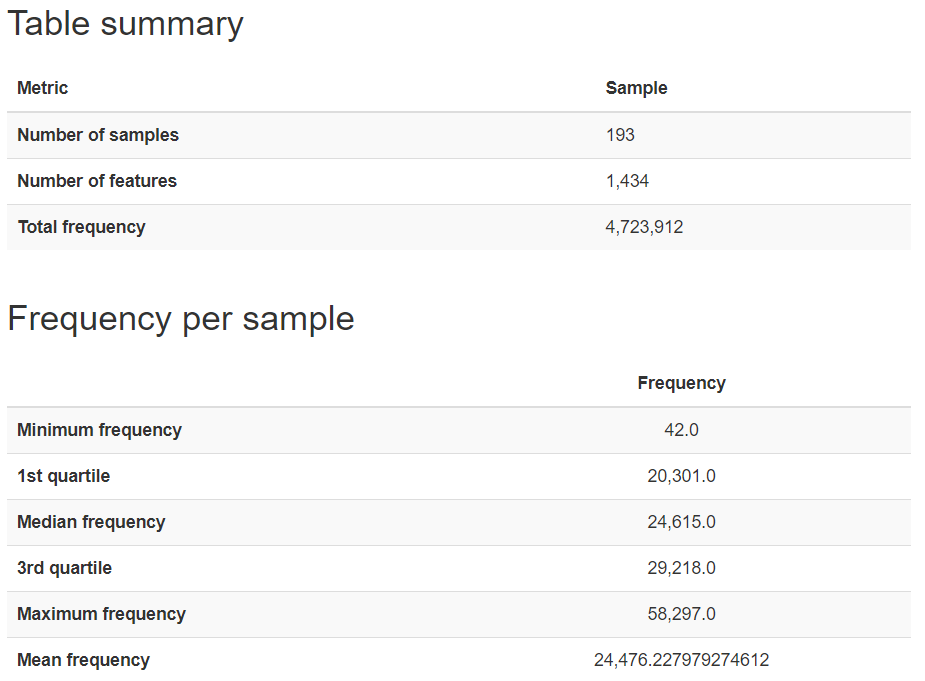 Table summary
Metric Sample
Number of samples 193
Number of features 1,434
Total frequency 4,723,912
Frequency per sample
Frequency
Minimum frequency 42.0
1st quartile 20,301.0
Median frequency 24,615.0
3rd quartile 29,218.0
Maximum frequency 58,297.0
Mean frequency 24,476.227979274612